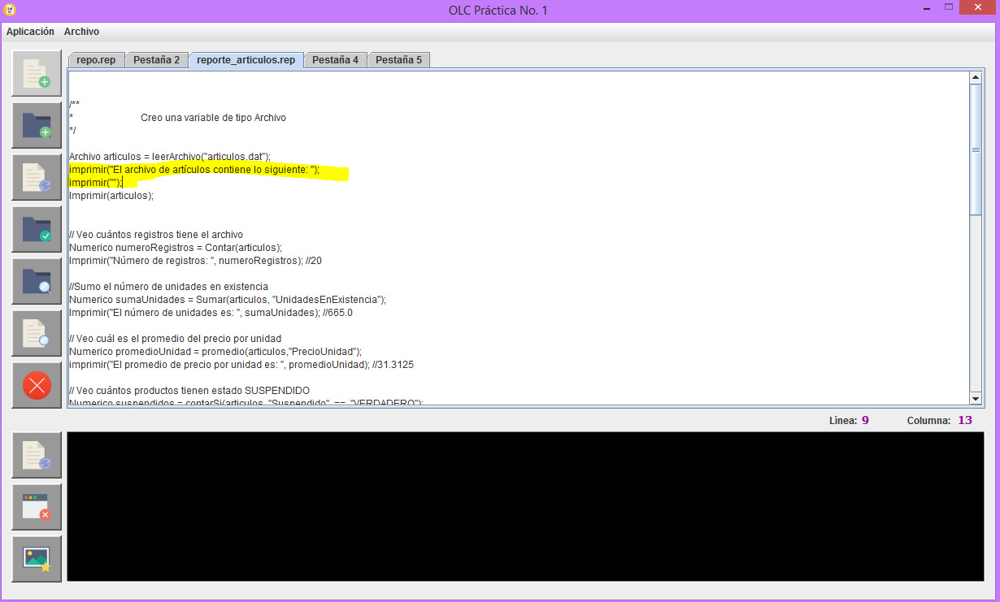 OLC Práctica No. 1
Aplicación Archivo
repo.rep Pestaña 2 reporte_articulos.rep Pestaña 4 Pestaña 5
/**
* Creo una variable de tipo Archivo
*/
Archivo articulos = leerArchivo("articulos.dat");
imprimir("El archivo de artículos contiene lo siguiente: ");
imprimir("");
Imprimir(articulos);
// Veo cuántos registros tiene el archivo
Numerico numeroRegistros = Contar(articulos);
Imprimir("Número de registros: ", numeroRegistros); //20
//Sumo el número de unidades en existencia
Numerico sumaUnidades = Sumar(articulos, "UnidadesEnExistencia");
Imprimir("El número de unidades es: ", sumaUnidades); //665.0
// Veo cuál es el promedio del precio por unidad
Numerico promedioUnidad = promedio(articulos,"PrecioUnidad");
imprimir("El promedio de precio por unidad es: ", promedioUnidad); //31.3125
// Veo cuántos productos tienen estado SUSPENDIDO
Numerico suspendidos = contarSi(articulos, "Suspendido", ==, "VERDADERO");
Línea: 9 Columna: 13